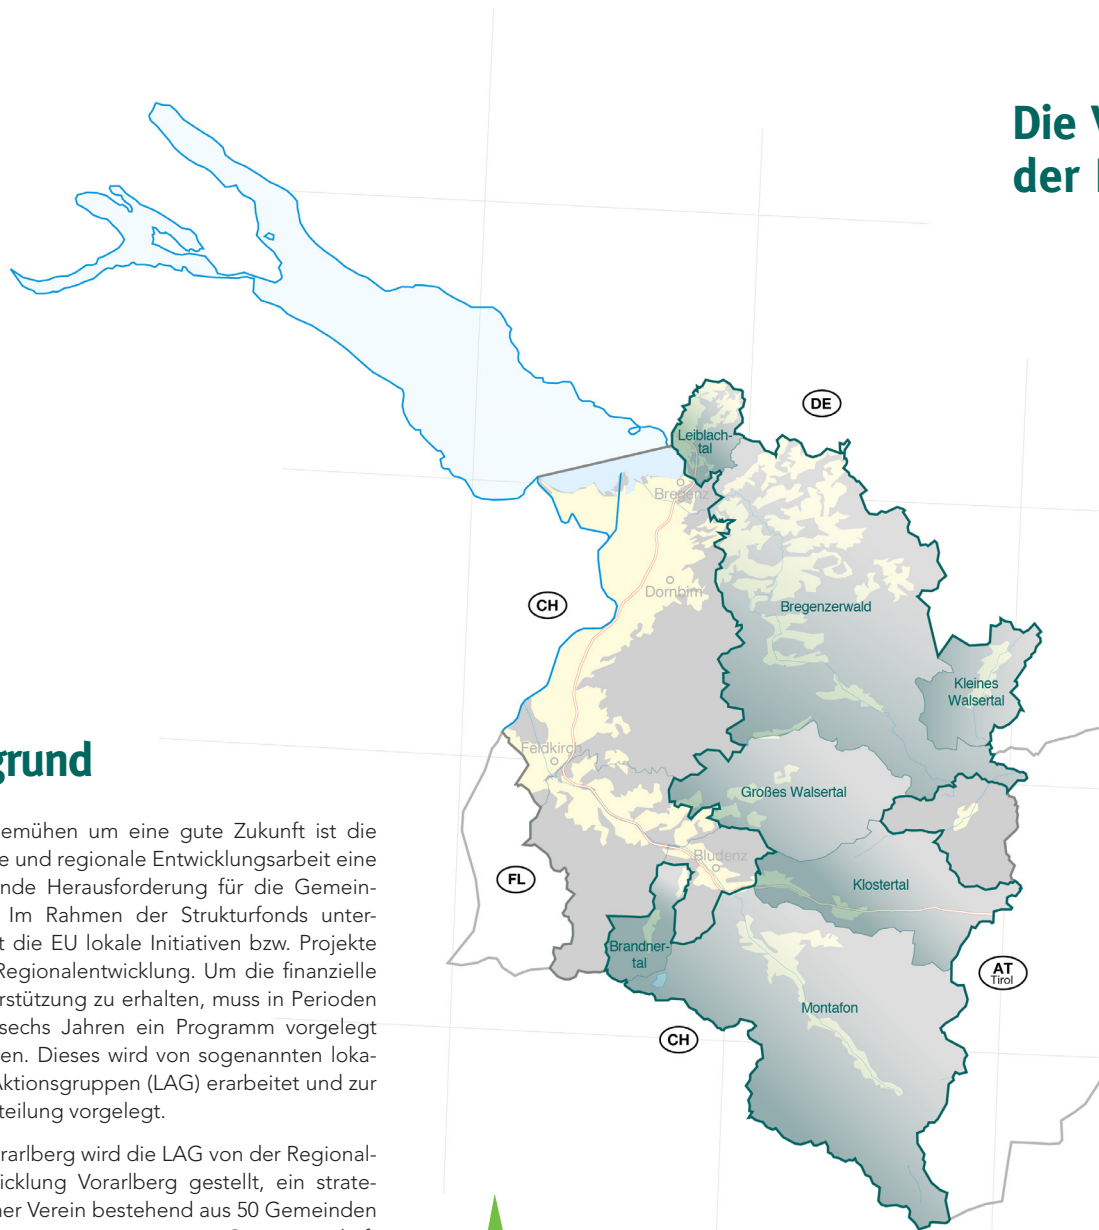 Die
der
DE
Leiblach-
tal
Bregenz
Dornbirn
CH
Bregenzerwald
Kleines
Walsertal
Feldkirch
Großes Walsertal
Bludenz
Klostertal
FL
Brandner-
tal
AT
Tirol
Montafon
CH
grund
emühen um eine gute Zukunft ist die
e und regionale Entwicklungsarbeit eine
nde Herausforderung für die Gemein-
Im Rahmen der Strukturfonds unter-
t die EU lokale Initiativen bzw. Projekte
Regionalentwicklung. Um die finanzielle
rstützung zu erhalten, muss in Perioden
sechs Jahren ein Programm vorgelegt
en. Dieses wird von sogenannten loka-
Aktionsgruppen (LAG) erarbeitet und zur
teilung vorgelegt.
rarlberg wird die LAG von der Regional-
icklung Vorarlberg gestellt, ein strate-
her Verein bestehend aus 50 Gemeinden